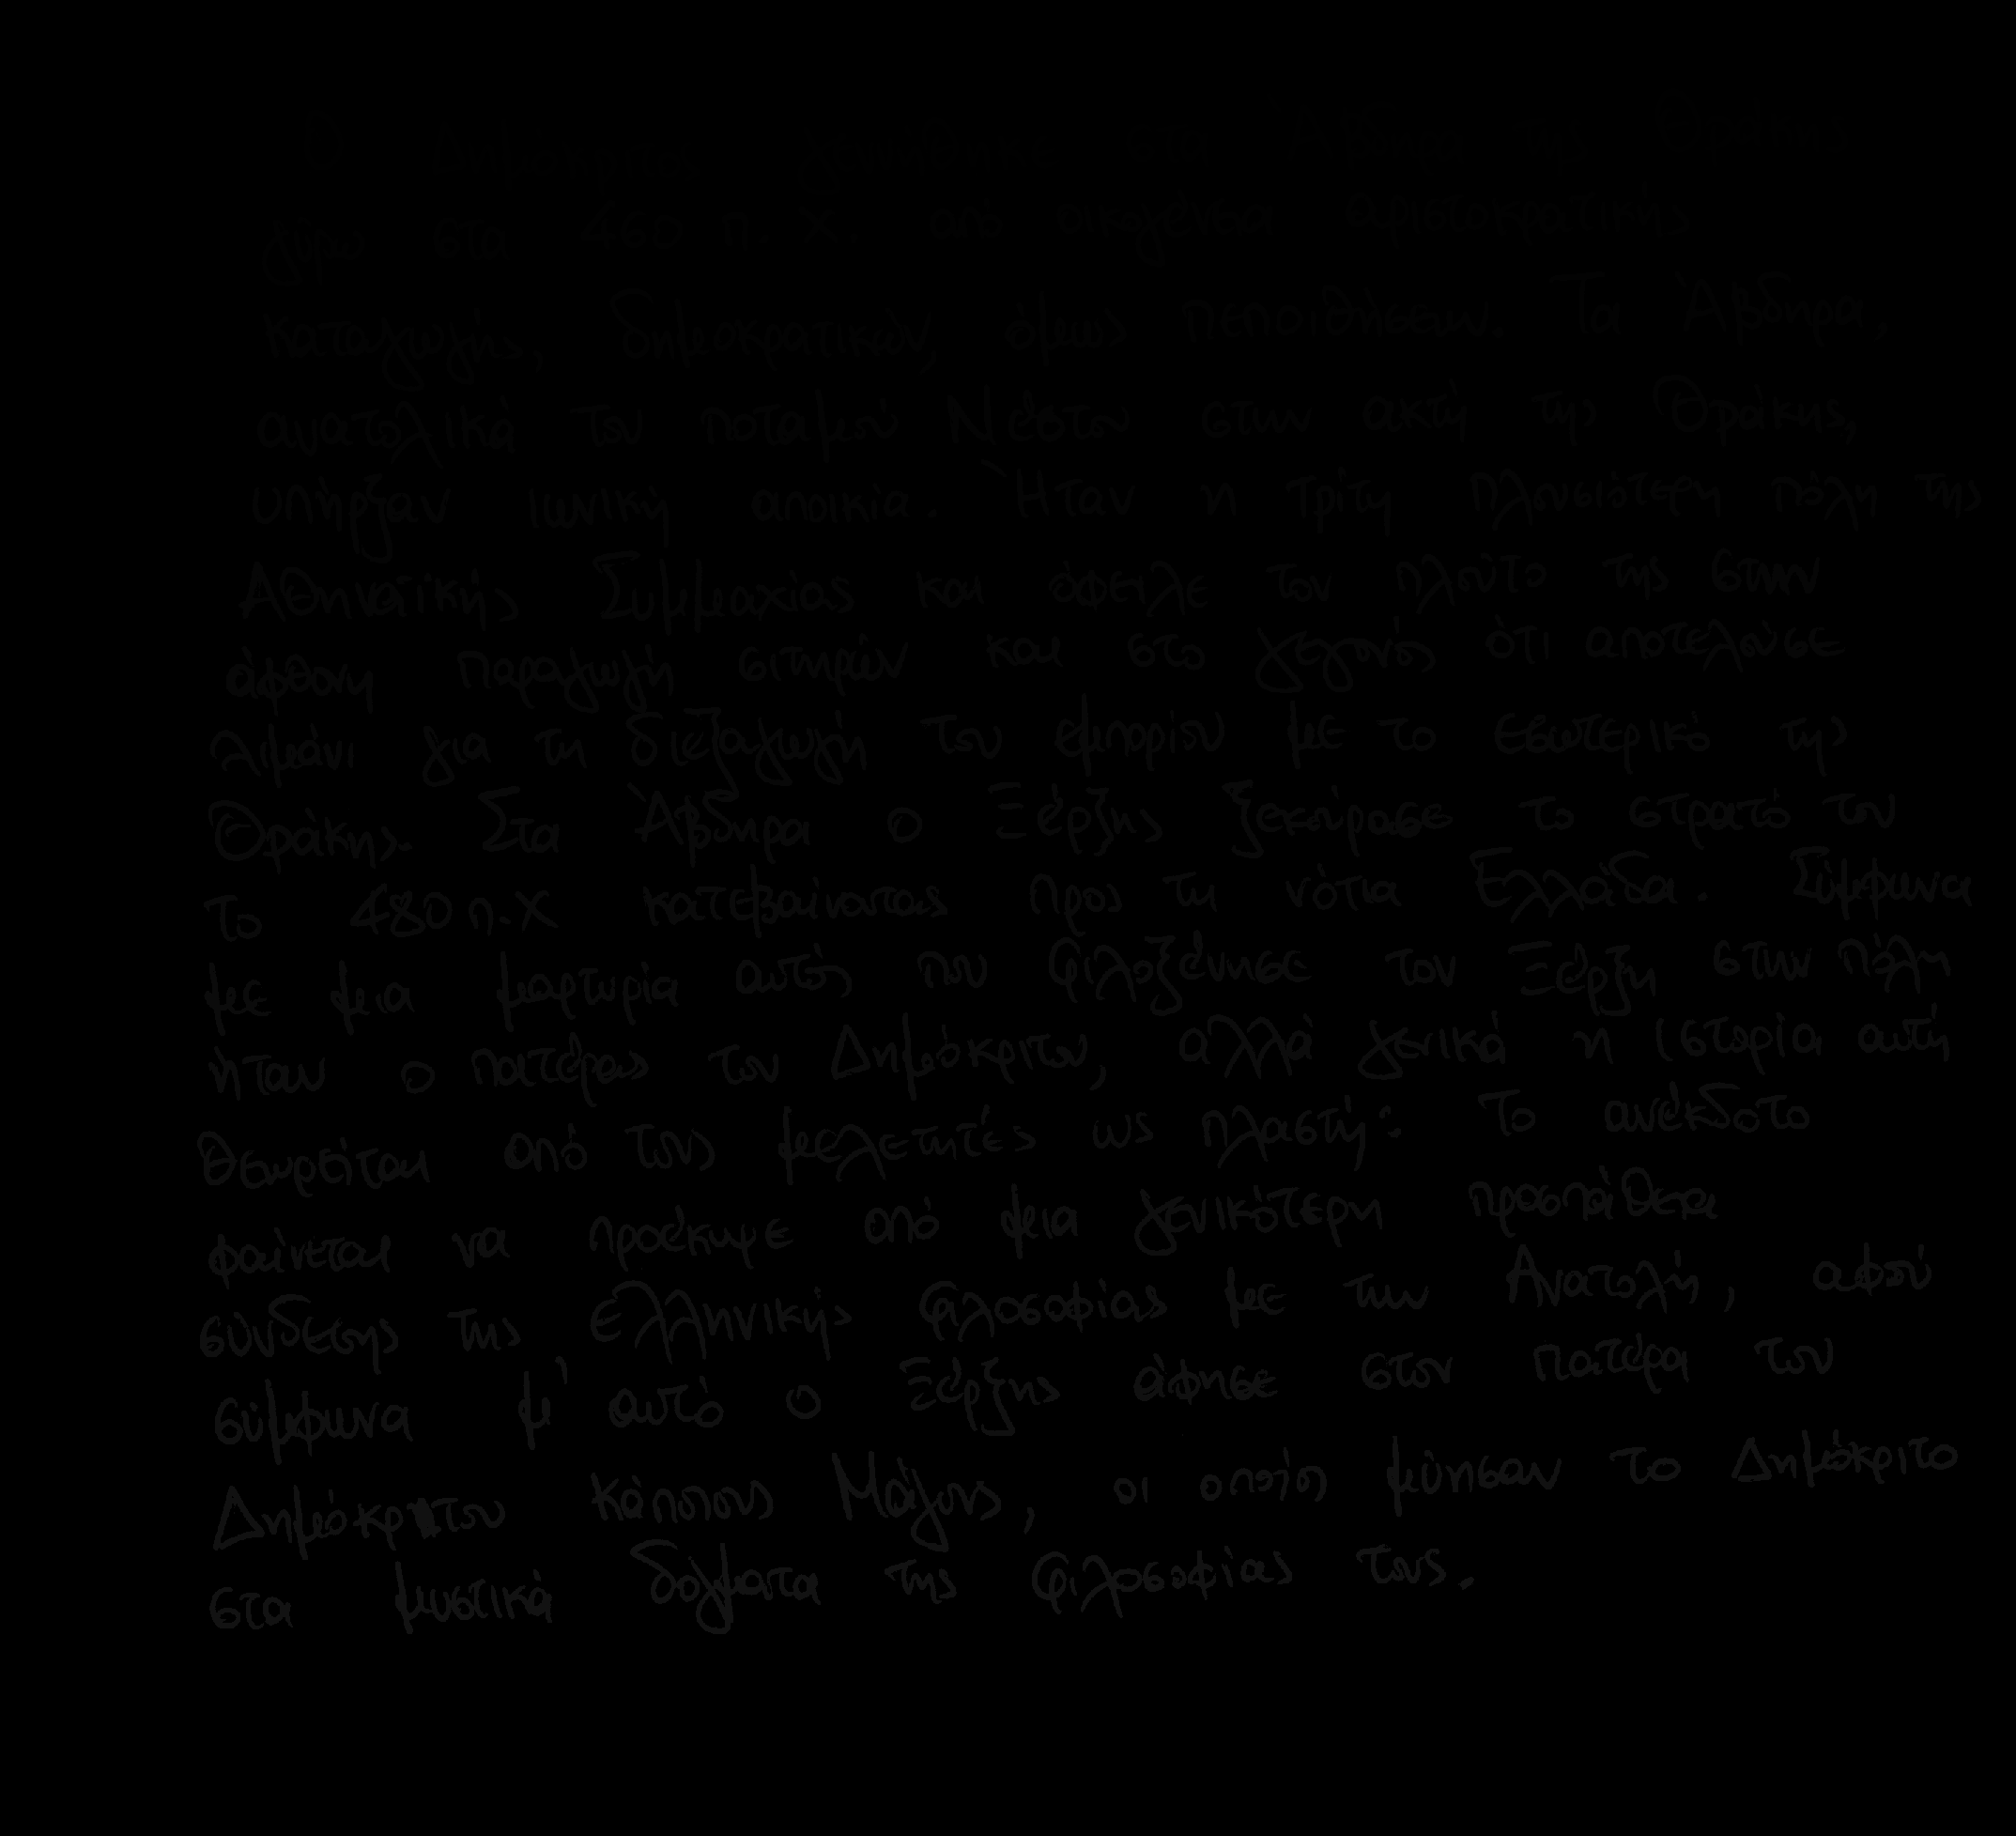 Ο Δημόκριτος γεννήθηκε στα Άβδηρα της Θράκης
γύρω στα 460 π.Χ. από οικογένεια αριστοκρατικής
καταγωγής, δημοκρατικών, όμως πεποιθήσεων. Τα Άβδηρα,
ανατολικά του ποταμού Νέστου στην ακτή της Θράκης,
υπήρξαν ιωνική αποικία. Ήταν η τρίτη πλουσιότερη πόλη της
Αθηναϊκής Συμμαχίας και όφειλε τον πλούτο της στην
άφθονη παραγωγή σιτηρών και στο γεγονός ότι αποτελούσε
λιμάνι για τη διεξαγωγή του εμπορίου με το εσωτερικό της
Θράκης. Στα Άβδηρα ο Ξέρξης ξεκούρασε το στρατό του
το 480 π.Χ κατεβαίνοντας προς τη νότια Ελλάδα. Σύμφωνα
με μια μαρτυρία αυτός που φιλοξένησε τον Ξέρξη στην πόλη
ήταν ο πατέρας του Δημόκριτου, αλλά γενικά η ιστορία αυτή
θεωρείται από τους μελετητές ως πλαστή: το ανέκδοτο
φαίνεται να προέκυψε από μια γενικότερη προσπάθεια
σύνδεσης της ελληνικής φιλοσοφίας με την Ανατολή, αφού
σύμφωνα μ' αυτό ο Ξέρξης άφησε στον πατέρα του
Δημόκριτου κάποιους Μάγους, οι οποίοι μύησαν το Δημόκριτο
στα μυστικά δόγματα της φιλοσοφίας τους.